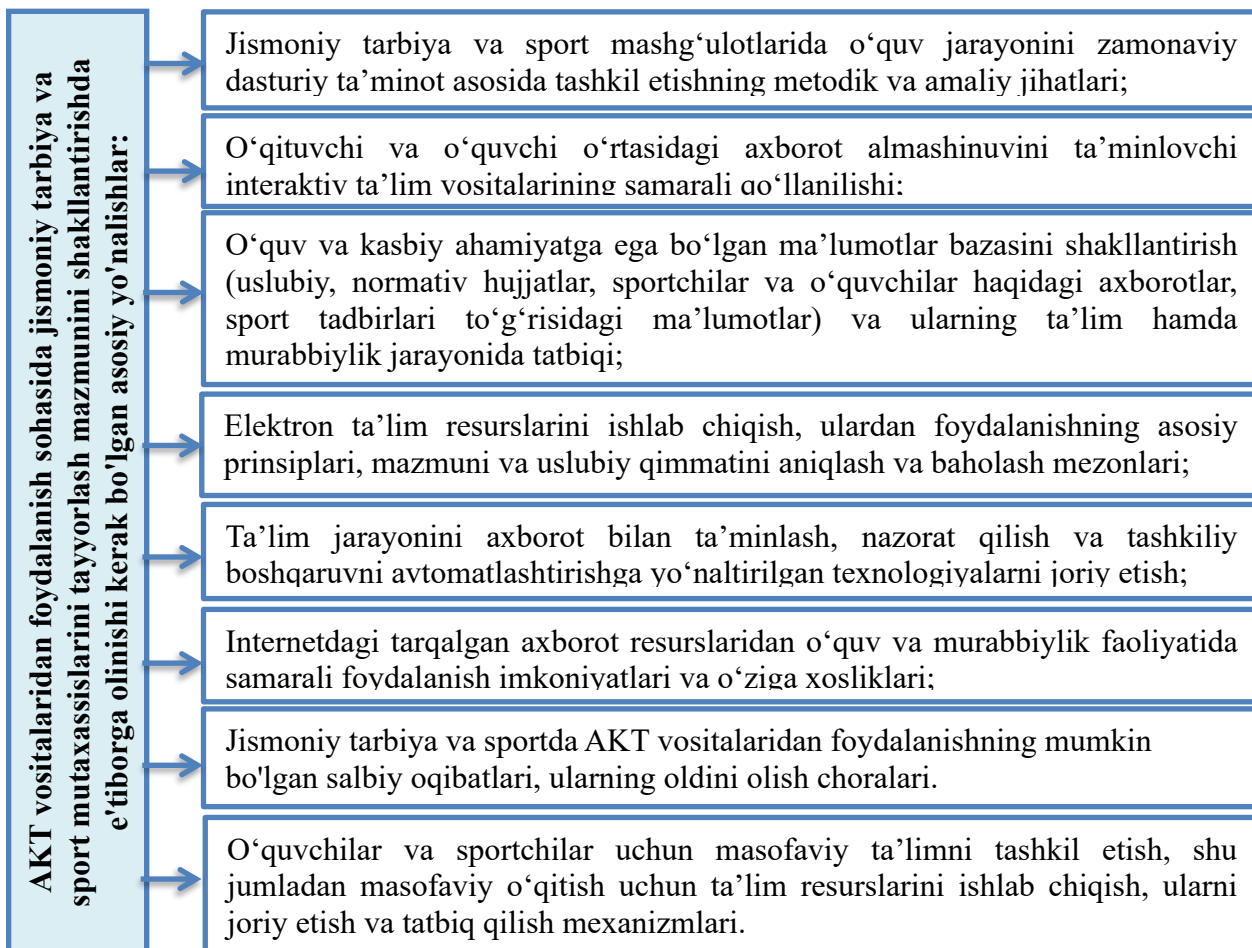 AKT vositalaridan foydalanish sohasida jismoniy tarbiya va
sport mutaxassislarini tayyorlash mazmunini shakllantirishda
e'tiborga olinishi kerak bo'lgan asosiy yo'nalishlar:
Jismoniy tarbiya va sport mashg‘ulotlarida o‘quv jarayonini zamonaviy
dasturiy ta’minot asosida tashkil etishning metodik va amaliy jihatlari;
O‘qituvchi va o‘quvchi o‘rtasidagi axborot almashinuvini ta’minlovchi
interaktiv ta’lim vositalarining samarali qo‘llanilishi;
O‘quv va kasbiy ahamiyatga ega bo‘lgan ma’lumotlar bazasini shakllantirish
(uslubiy, normativ hujjatlar, sportchilar va o‘quvchilar haqidagi axborotlar,
sport tadbirlari to‘g‘risidagi ma’lumotlar) va ularning ta’lim hamda
murabbiylik jarayonida tatbiqi;
Elektron ta’lim resurslarini ishlab chiqish, ulardan foydalanishning asosiy
prinsiplari, mazmuni va uslubiy qimmatini aniqlash va baholash mezonlari;
Ta’lim jarayonini axborot bilan ta’minlash, nazorat qilish va tashkiliy
boshqaruvni avtomatlashtirishga yo‘naltirilgan texnologiyalarni joriy etish;
Internetdagi tarqalgan axborot resurslaridan o‘quv va murabbiylik faoliyatida
samarali foydalanish imkoniyatlari va o‘ziga xosliklari;
Jismoniy tarbiya va sportda AKT vositalaridan foydalanishning mumkin
bo'lgan salbiy oqibatlari, ularning oldini olish choralari.
O‘quvchilar va sportchilar uchun masofaviy ta’limni tashkil etish, shu
jumladan masofaviy o‘qitish uchun ta’lim resurslarini ishlab chiqish, ularni
joriy etish va tatbiq qilish mexanizmlari.